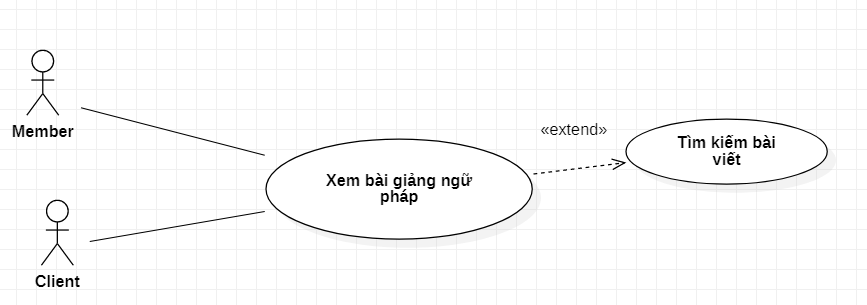 Member
Client
Xem bài giảng ngữ
pháp
«extend»
Tìm kiếm bài
viết